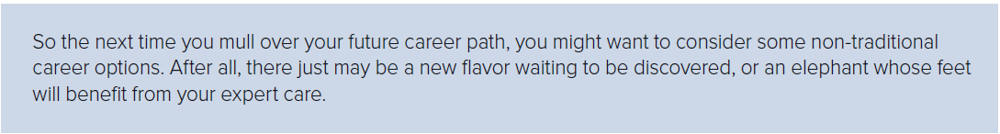 So the next time you mull over your future career path, you might want to consider some non-traditional
career options. After all, there just may be a new flavor waiting to be discovered, or an elephant whose feet
will benefit from your expert care.